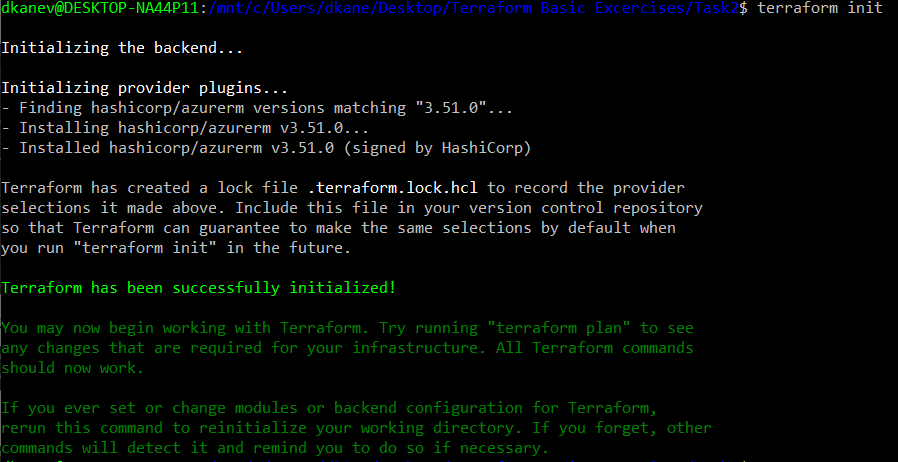 dkanev@DESKTOP-NA44P11:/mnt/c/Users/dkane/Desktop/Terraform Basic Excercises/Task2$ terraform init
Initializing the backend...
Initializing provider plugins...
- Finding hashicorp/azurerm versions matching "3.51.0"...
- Installing hashicorp/azurerm v3.51.0...
- Installed hashicorp/azurerm v3.51.0 (signed by HashiCorp)
Terraform has created a lock file .terraform.lock.hcl to record the provider
selections it made above. Include this file in your version control repository
so that Terraform can guarantee to make the same selections by default when
you run "terraform init" in the future.
Terraform has been successfully initialized!
You may now begin working with Terraform. Try running "terraform plan" to see
any changes that are required for your infrastructure. All Terraform commands
should now work.
If you ever set or change modules or backend configuration for Terraform,
rerun this command to reinitialize your working directory. If you forget, other
commands will detect it and remind you to do so if necessary.